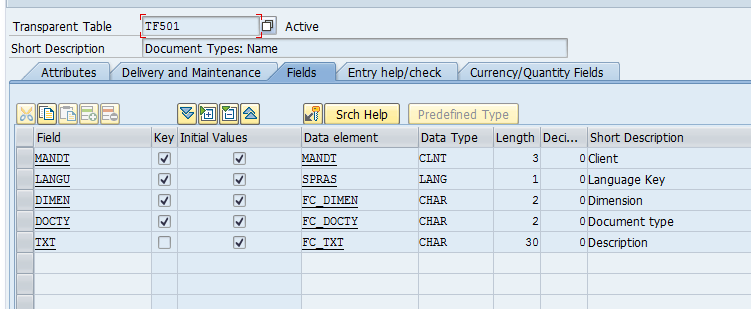 Transparent Table TF501 Active
Short Description Document Types: Name
Attributes Delivery and Maintenance Fields Entry help/check Currency/Quantity Fields
Srch Help Predefined Type
Field Key Initial Values Data element Data Type Length Deci... Short Description
MANDT MANDT CLNT 3 0 Client
LANGU SPRAS LANG 1 0 Language Key
DIMEN FC_DIMEN CHAR 2 0 Dimension
DOCTY FC_DOCTY CHAR 2 0 Document type
TXT FC_TXT CHAR 30 0 Description